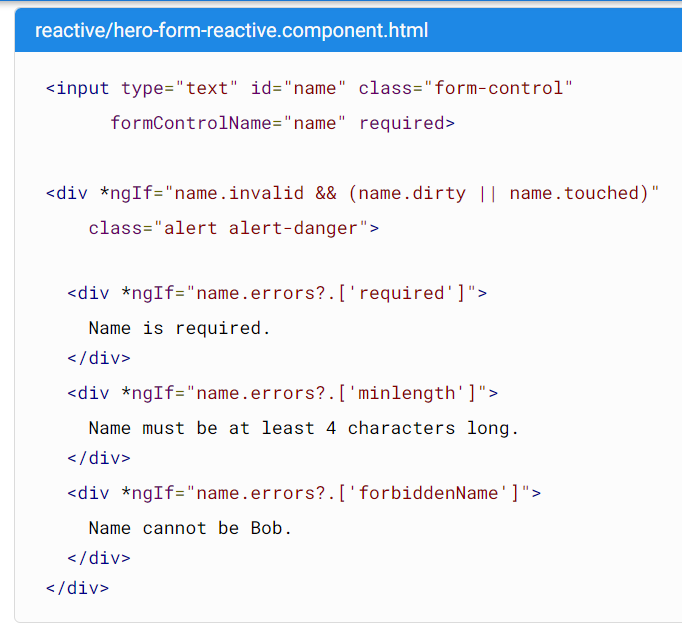 reactive/hero-form-reactive.component.html
<input type="text" id="name" class="form-control"
      formControlName="name" required>
<div *ngIf="name.invalid && (name.dirty || name.touched)"
    class="alert alert-danger">
  <div *ngIf="name.errors?.['required']">
    Name is required.
  </div>
  <div *ngIf="name.errors?.['minlength']">
    Name must be at least 4 characters long.
  </div>
  <div *ngIf="name.errors?.['forbiddenName']">
    Name cannot be Bob.
  </div>
</div>